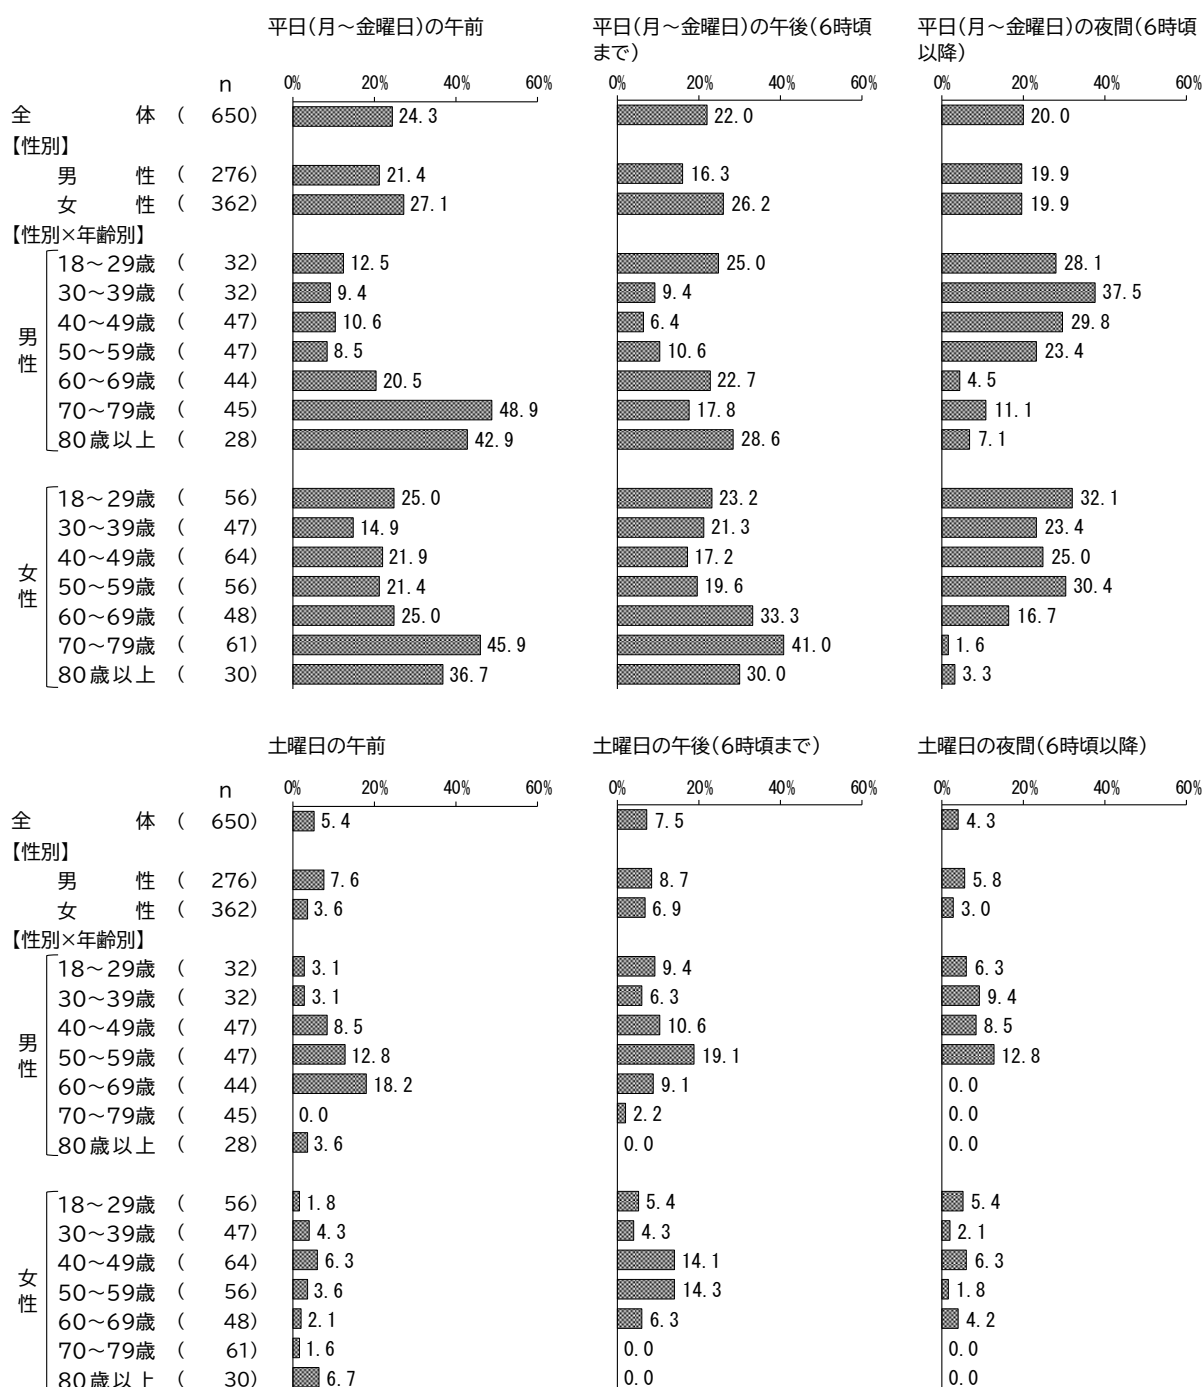 平日(月～金曜日)の午前 平日(月～金曜日)の午後(6時頃 平日(月～金曜日)の夜間(6時頃
まで) 以降)
n 0% 20% 40% 60% 0% 20% 40% 60% 0% 20% 40% 60%
全体 ( 650) 24.3 22.0 20.0
【性別】
男性 ( 276) 21.4 16.3 19.9
女性 ( 362) 27.1 26.2 19.9
【性別×年齢別】
男性
18～29歳 ( 32) 12.5 25.0 28.1
30～39歳 ( 32) 9.4 9.4 37.5
40～49歳 ( 47) 10.6 6.4 29.8
50～59歳 ( 47) 8.5 10.6 23.4
60～69歳 ( 44) 20.5 22.7 4.5
70～79歳 ( 45) 48.9 17.8 11.1
80歳以上 ( 28) 42.9 28.6 7.1
女性
18～29歳 ( 56) 25.0 23.2 32.1
30～39歳 ( 47) 14.9 21.3 23.4
40～49歳 ( 64) 21.9 17.2 25.0
50～59歳 ( 56) 21.4 19.6 30.4
60～69歳 ( 48) 25.0 33.3 16.7
70～79歳 ( 61) 45.9 41.0 1.6
80歳以上 ( 30) 36.7 30.0 3.3
土曜日の午前 土曜日の午後(6時頃まで) 土曜日の夜間(6時頃以降)
n 0% 20% 40% 60% 0% 20% 40% 60% 0% 20% 40% 60%
全体 ( 650) 5.4 7.5 4.3
【性別】
男性 ( 276) 7.6 8.7 5.8
女性 ( 362) 3.6 6.9 3.0
【性別×年齢別】
男性
18～29歳 ( 32) 3.1 9.4 6.3
30～39歳 ( 32) 3.1 6.3 9.4
40～49歳 ( 47) 8.5 10.6 8.5
50～59歳 ( 47) 12.8 19.1 12.8
60～69歳 ( 44) 18.2 9.1 0.0
70～79歳 ( 45) 0.0 2.2 0.0
80歳以上 ( 28) 3.6 0.0 0.0
女性
18～29歳 ( 56) 1.8 5.4 5.4
30～39歳 ( 47) 4.3 4.3 2.1
40～49歳 ( 64) 6.3 14.1 6.3
50～59歳 ( 56) 3.6 14.3 1.8
60～69歳 ( 48) 2.1 6.3 4.2
70～79歳 ( 61) 1.6 0.0 0.0
80歳以上 ( 30) 6.7 0.0 0.0